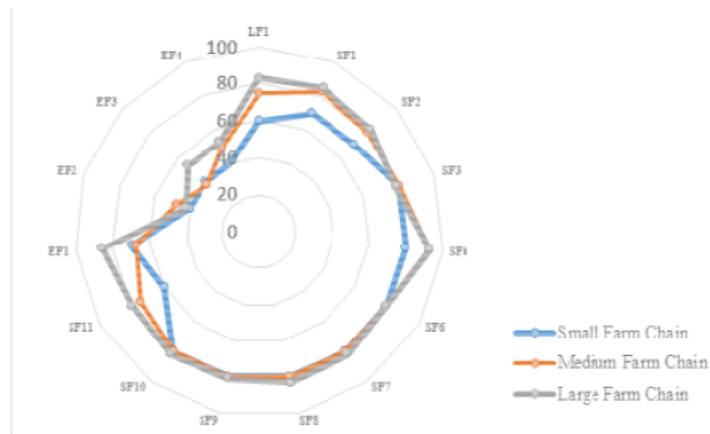 LF1
100
EF4
SF1
80
EF3
SF2
60
40
EF2
SF3
20
0
EF1
SF4
SF11
SF6
SF10
SF7
SF9
SF8
Small Farm Chain
Medium Farm Chain
Large Farm Chain